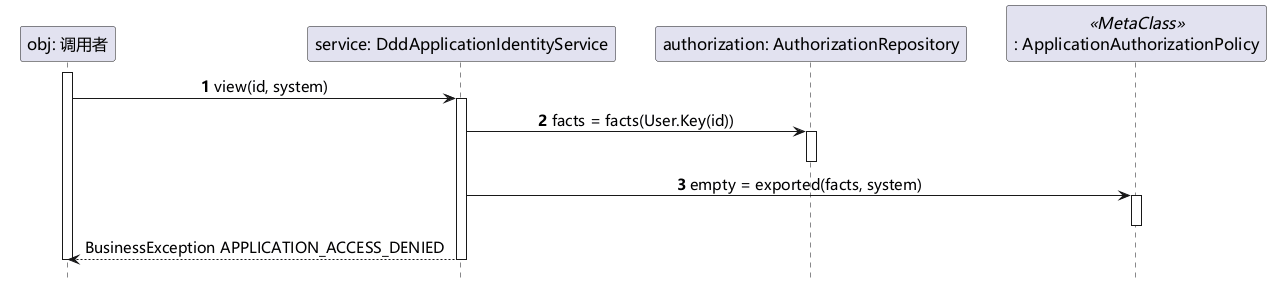 obj: 调用者
service: DddApplicationIdentityService
authorization: AuthorizationRepository
«MetaClass»
: ApplicationAuthorizationPolicy
1 view(id, system)
2 facts = facts(User.Key(id))
3 empty = exported(facts, system)
BusinessException APPLICATION_ACCESS_DENIED